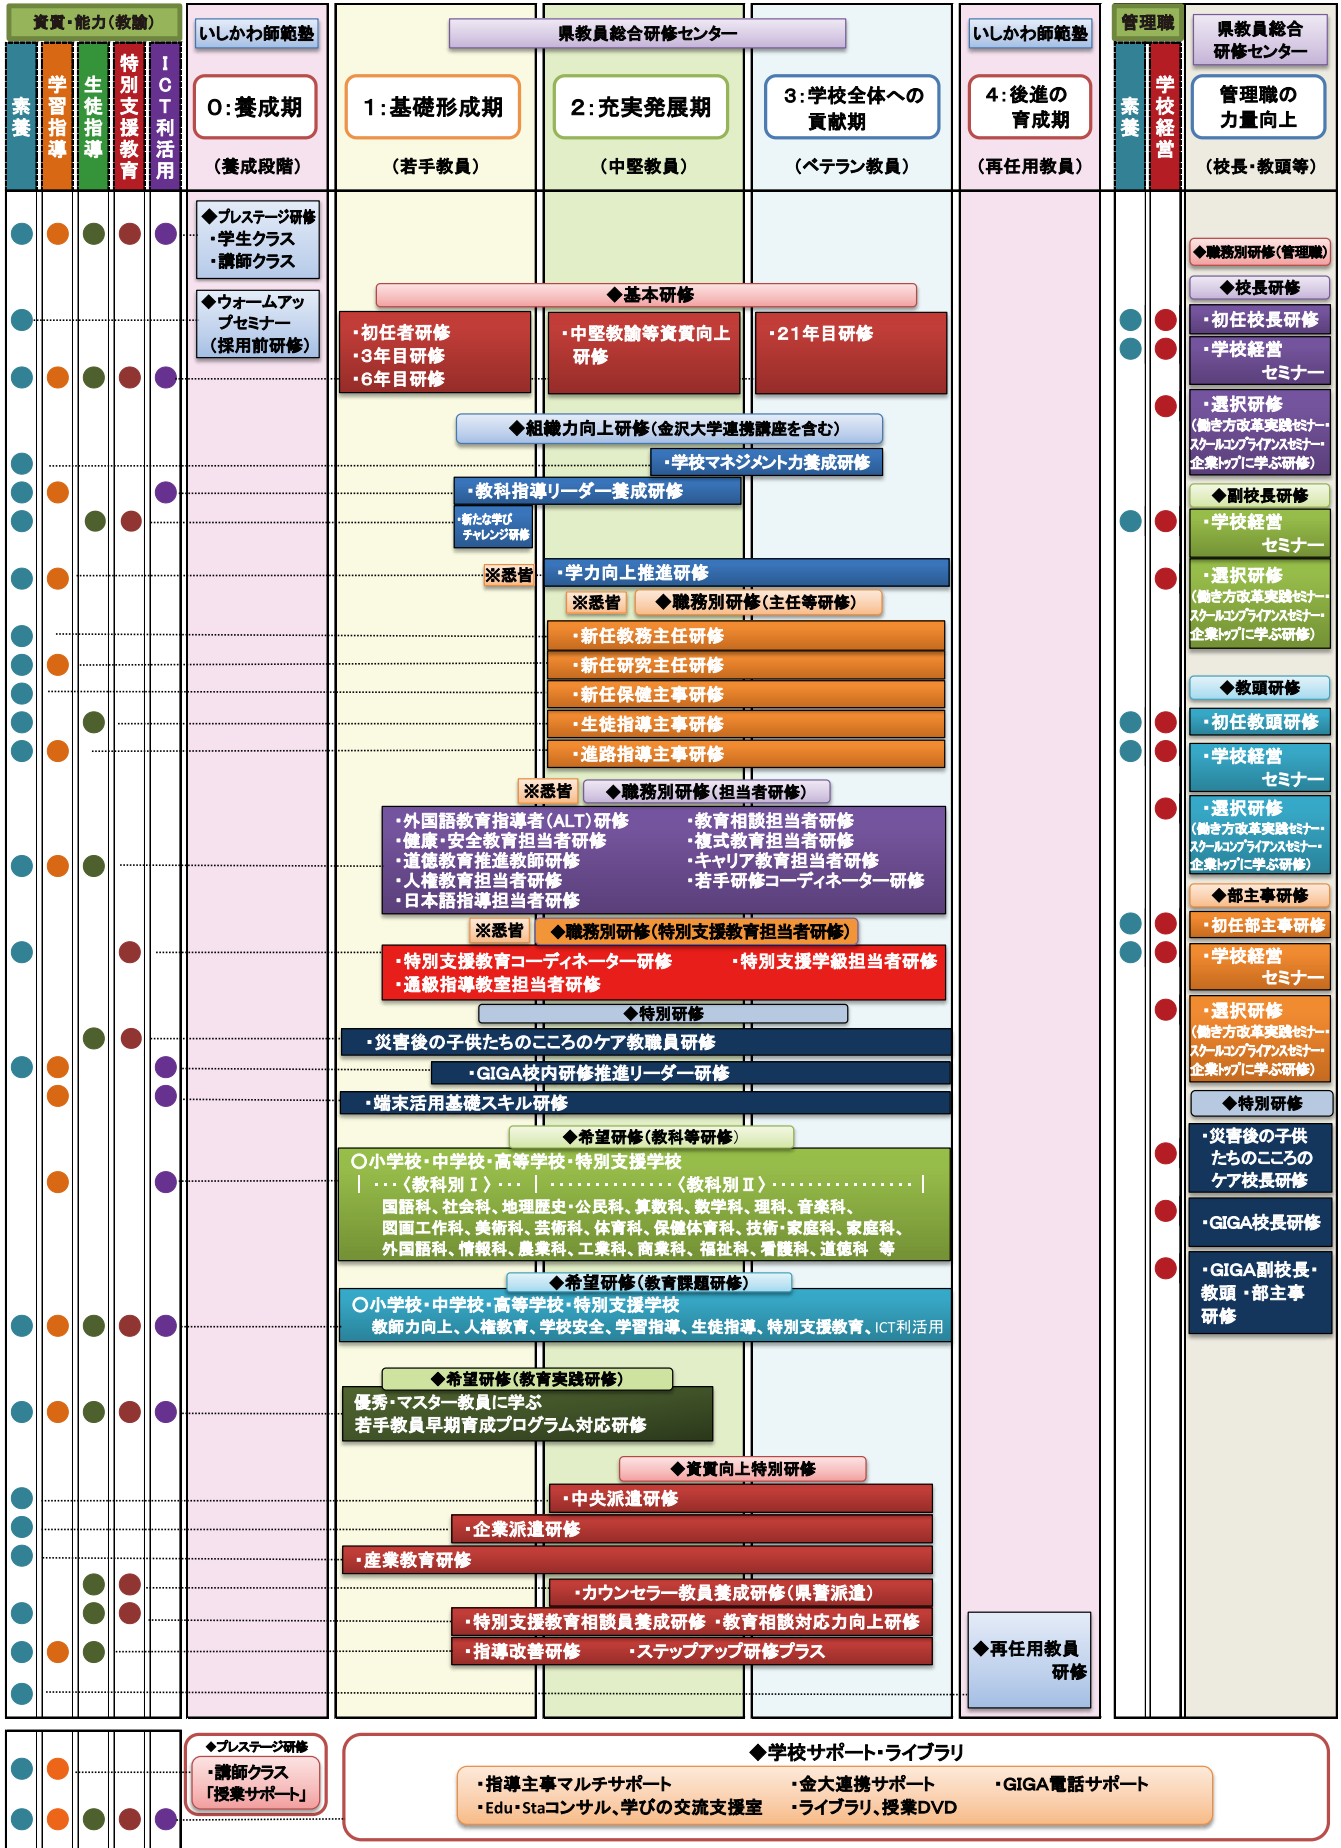 資質・能力(教諭)
素養
学習指導
生徒指導
特別支援教育
ICT利活用
いしかわ師範塾
県教員総合研修センター
いしかわ師範塾
0:養成期
(養成段階)
1:基礎形成期
(若手教員)
2:充実発展期
(中堅教員)
3:学校全体への
貢献期
(ベテラン教員)
4:後進の
育成期
(再任用教員)
管理職
素養
学校経営
県教員総合
研修センター
管理職の
力量向上
(校長・教頭等)
◆プレステージ研修
・学生クラス
・講師クラス
◆ウォームアッ
プセミナー
(採用前研修)
◆基本研修
・初任者研修
・3年目研修
・6年目研修
・中堅教諭等資質向上
研修
・21年目研修
◆組織力向上研修(金沢大学連携講座を含む)
・学校マネジメント力養成研修
・教科指導リーダー養成研修
・新たな学び
チャレンジ研修
※悉皆
・学力向上推進研修
※悉皆
◆職務別研修(主任等研修)
・新任教務主任研修
・新任研究主任研修
・新任保健主事研修
・生徒指導主事研修
・進路指導主事研修
※悉皆
◆職務別研修(担当者研修)
・外国語教育指導者(ALT)研修
・健康・安全教育担当者研修
・道徳教育推進教師研修
・人権教育担当者研修
・日本語指導担当者研修
・教育相談担当者研修
・複式教育担当者研修
・キャリア教育担当者研修
・若手研修コーディネーター研修
※悉皆
◆職務別研修(特別支援教育担当者研修)
・特別支援教育コーディネーター研修
・特別支援学級担当者研修
・通級指導教室担当者研修
◆特別研修
・災害後の子供たちのこころのケア教職員研修
・GIGA校内研修推進リーダー研修
・端末活用基礎スキル研修
◆希望研修(教科等研修)
○小学校・中学校・高等学校・特別支援学校
| ・・・〈教科別Ⅰ〉・・・ | ・・・・・・・・・・・・・・〈教科別Ⅱ〉・・・・・・・・・・・・・・・・ |
国語科、社会科、地理歴史・公民科、算数科、数学科、理科、音楽科、
図画工作科、美術科、芸術科、体育科、保健体育科、技術・家庭科、家庭科、
外国語科、情報科、農業科、工業科、商業科、福祉科、看護科、道徳科 等
◆希望研修(教育課題研修)
○小学校・中学校・高等学校・特別支援学校
教師力向上、人権教育、学校安全、学習指導、生徒指導、特別支援教育、ICT利活用
◆希望研修(教育実践研修)
優秀・マスター教員に学ぶ
若手教員早期育成プログラム対応研修
◆資質向上特別研修
・中央派遣研修
・企業派遣研修
・産業教育研修
・カウンセラー教員養成研修(県警派遣)
・特別支援教育相談員養成研修 ・教育相談対応力向上研修
・指導改善研修 ・ステップアップ研修プラス
◆再任用教員
研修
◆職務別研修(管理職)
◆校長研修
・初任校長研修
・学校経営
セミナー
・選択研修
(働き方改革実践セミナー・
スクールコンプライアンスセミナー・
企業トップに学ぶ研修)
◆副校長研修
・学校経営
セミナー
・選択研修
(働き方改革実践セミナー・
スクールコンプライアンスセミナー・
企業トップに学ぶ研修)
◆教頭研修
・初任教頭研修
・学校経営
セミナー
・選択研修
(働き方改革実践セミナー・
スクールコンプライアンスセミナー・
企業トップに学ぶ研修)
◆部主事研修
・初任部主事研修
・学校経営
セミナー
・選択研修
(働き方改革実践セミナー・
スクールコンプライアンスセミナー・
企業トップに学ぶ研修)
◆特別研修
・災害後の子供
たちのこころの
ケア校長研修
・GIGA校長研修
・GIGA副校長・
教頭・部主事
研修
◆プレステージ研修
・講師クラス
「授業サポート」
◆学校サポート・ライブラリ
・指導主事マルチサポート
・金大連携サポート
・GIGA電話サポート
・Edu・Staコンサル、学びの交流支援室
・ライブラリ、授業DVD